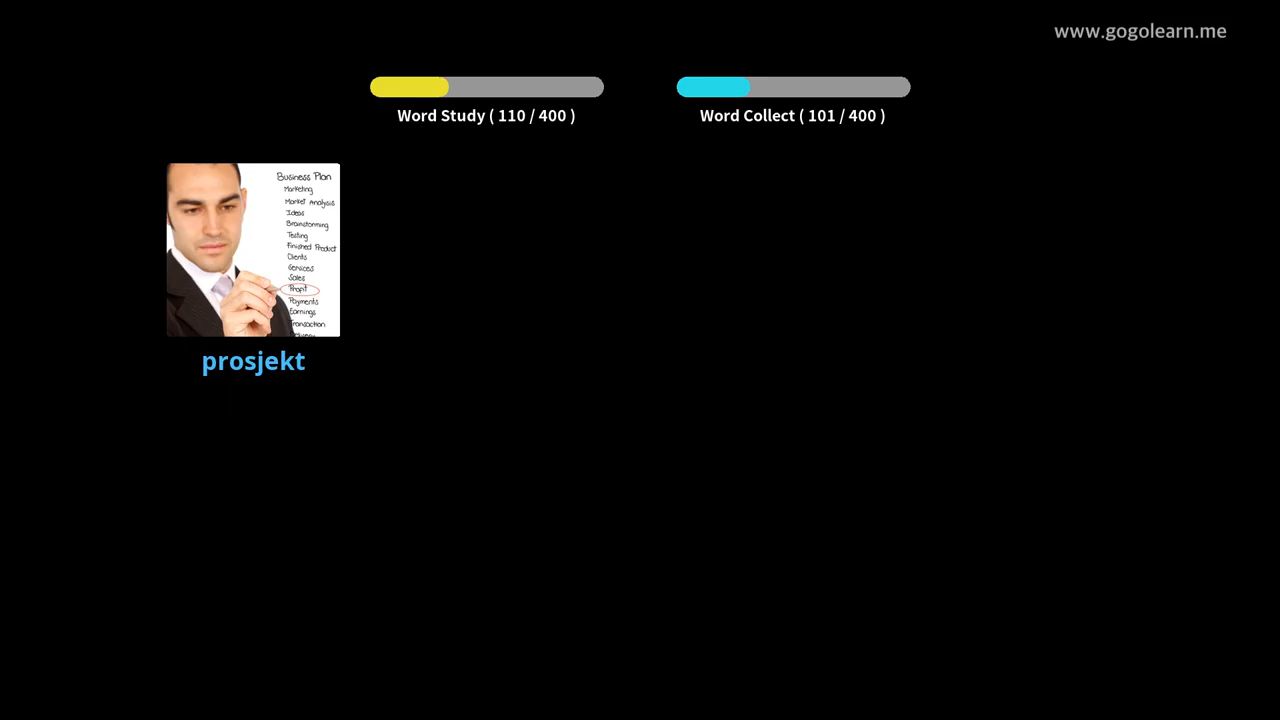 www.gogolearn.me
Word Study ( 110 / 400 )
Word Collect ( 101 / 400 )
Business Plan
Marketing
Market Analysis
Ideas
Brainstorming
Testing
Finished Product
Clients
Services
Sales
Profit
Payments
Earnings
Transaction
Delivery
prosjekt